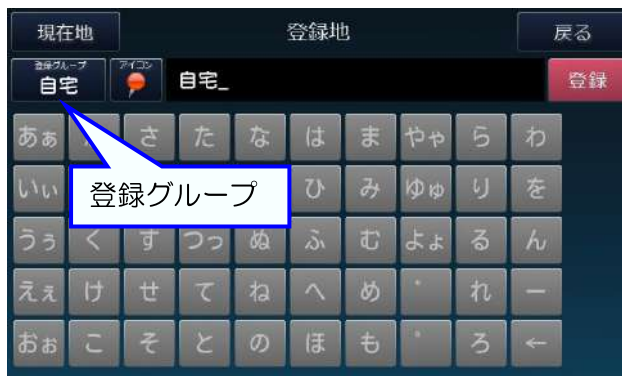 現在地 登録地 戻る
登録グループ アイコン
自宅 自宅_ 登録
あぁ さ た な は ま やゃ ら わ
いぃ ひ み ゆゅ り を
登録グループ
うぅ く す つっ ぬ ふ む よょ る ん
えぇ け せ て ね へ め ゛ れ ー
おぉ こ そ と の ほ も ゜ ろ ←